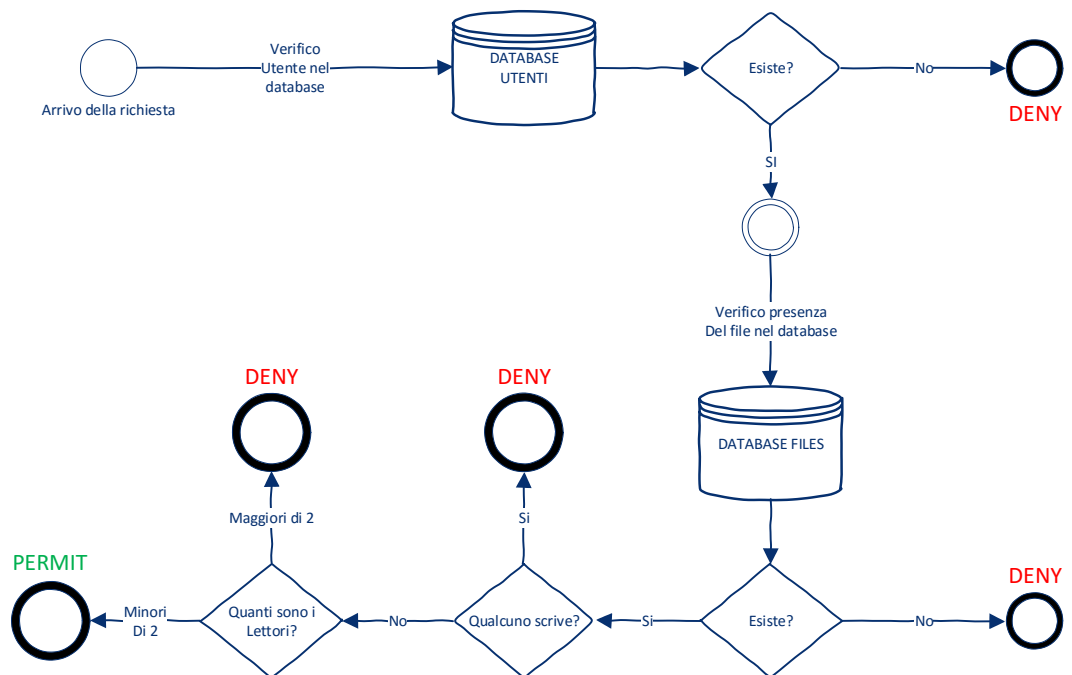 Verifico
Utente nel
database
DATABASE
UTENTI
Esiste?
No
Arrivo della richiesta
DENY
SI
Verifico presenza
Del file nel database
DENY
DENY
DATABASE FILES
Maggiori di 2
Si
PERMIT
DENY
Minori
Di 2
Quanti sono i
Lettori?
No
Qualcuno scrive?
Si
Esiste?
No